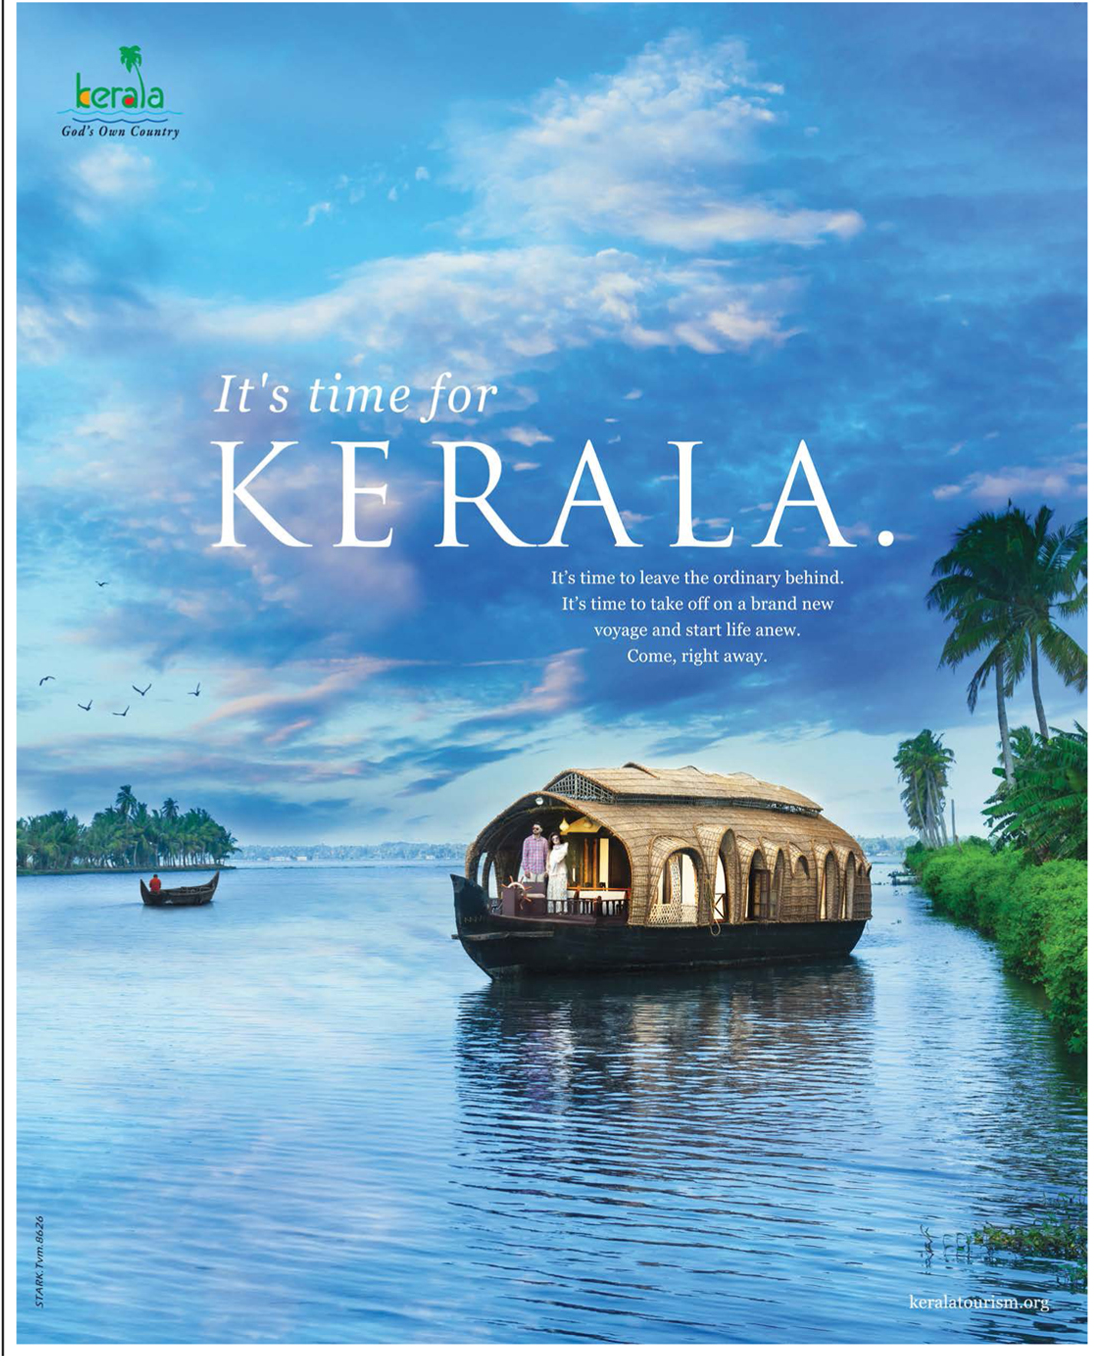 kerala
God's Own Country
It's time for
KERALA.
It's time to leave the ordinary behind.
It's time to take off on a brand new
voyage and start life anew.
Come, right away.
STARK.Tvm.8626
keralatourism.org